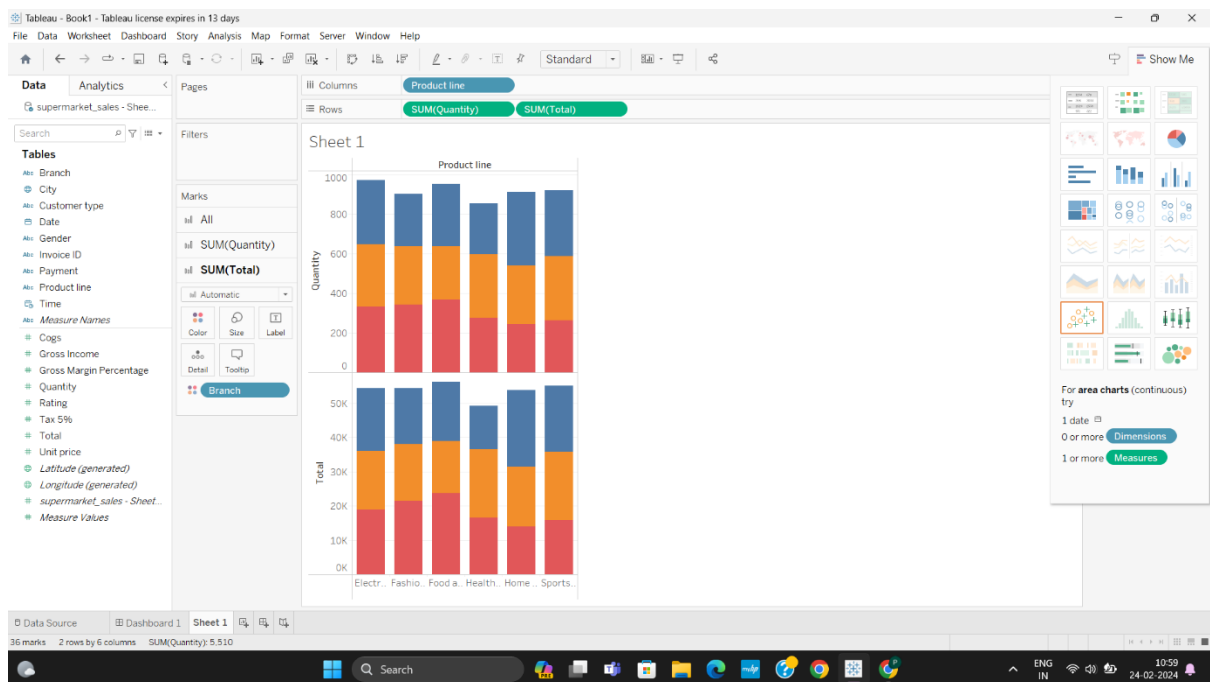 Tableau - Book1 - Tableau license expires in 13 days
File Data Worksheet Dashboard Story Analysis Map Format Server Window Help
Standard
Show Me
Data Analytics
supermarket_sales - Shee...
Search
Tables
Abc Branch
City
Abc Customer type
Date
Abc Gender
Abc Invoice ID
Abc Payment
Abc Product line
Time
Abc Measure Names
# Cogs
# Gross Income
# Gross Margin Percentage
# Quantity
# Rating
# Tax 5%
# Total
# Unit price
Latitude (generated)
Longitude (generated)
# supermarket_sales - Sheet...
# Measure Values
Pages
Filters
Marks
All
SUM(Quantity)
SUM(Total)
Automatic
Color Size Label
Detail Tooltip
Branch
Columns Product line
Rows SUM(Quantity) SUM(Total)
Sheet 1
Product line
1000
800
600
400
200
0
Quantity
50K
40K
30K
20K
10K
0K
Total
Electr.. Fashio.. Food a.. Health.. Home .. Sports..
For area charts (continuous)
try
1 date
0 or more Dimensions
1 or more Measures
Data Source Dashboard 1 Sheet 1
36 marks 2 rows by 6 columns SUM(Quantity): 5,510
Search
ENG
IN
10:59
24-02-2024